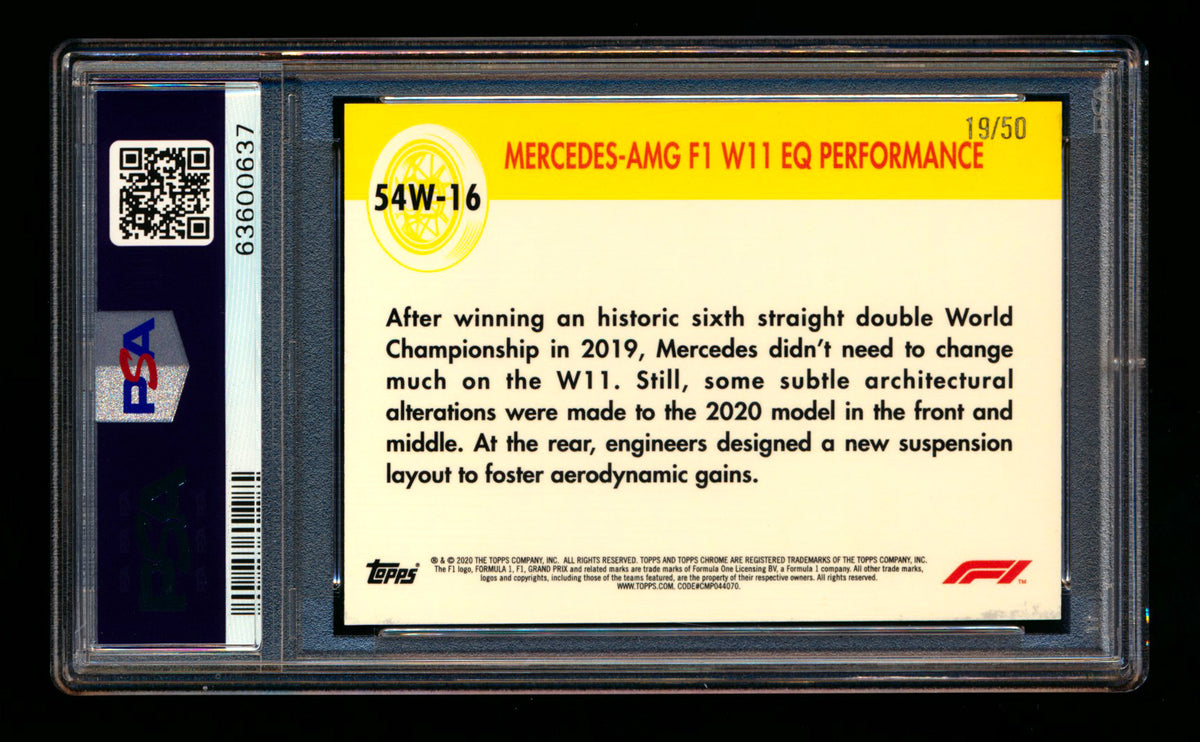 63600637
PSA
PSA
19/50
MERCEDES-AMG F1 W11 EQ PERFORMANCE
54W-16
After winning an historic sixth straight double World
Championship in 2019, Mercedes didn't need to change
much on the W11. Still, some subtle architectural
alterations were made to the 2020 model in the front and
middle. At the rear, engineers designed a new suspension
layout to foster aerodynamic gains.
Topps®
® & © 2020 THE TOPPS COMPANY, INC. ALL RIGHTS RESERVED. TOPPS AND TOPPS CHROME ARE REGISTERED TRADEMARKS OF THE TOPPS COMPANY, INC.
The F1 logo, FORMULA 1, F1, GRAND PRIX and related marks are trade marks of Formula One Licensing BV, a Formula 1 company. All other trade marks,
logos and copyrights, including those of the teams featured, are the property of their respective owners. All rights reserved.
WWW.TOPPS.COM. CODE#CMP044070.
F1™